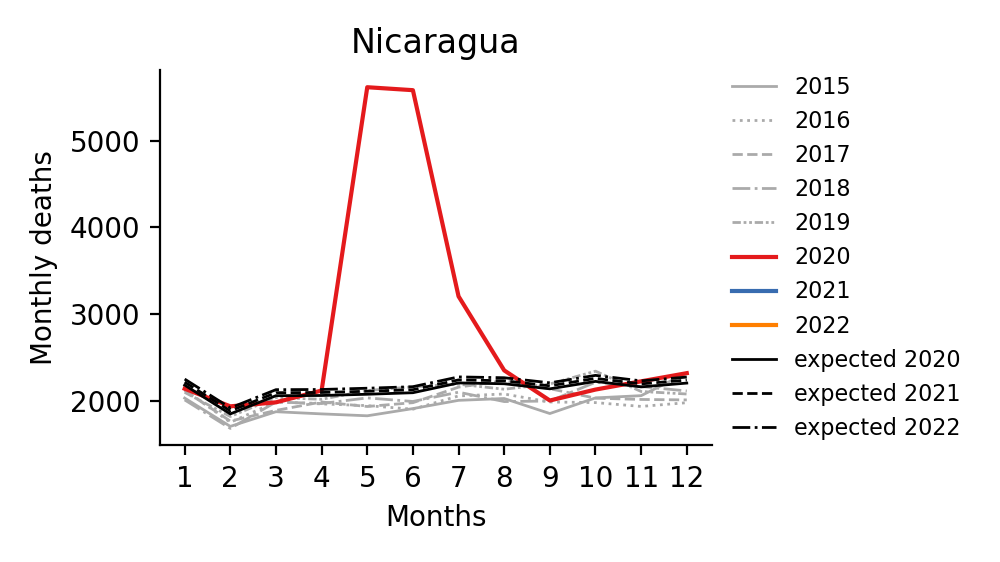 Nicaragua
Monthly deaths
5000
4000
3000
2000
1 2 3 4 5 6 7 8 9 10 11 12
Months
2015
2016
2017
2018
2019
2020
2021
2022
expected 2020
expected 2021
expected 2022